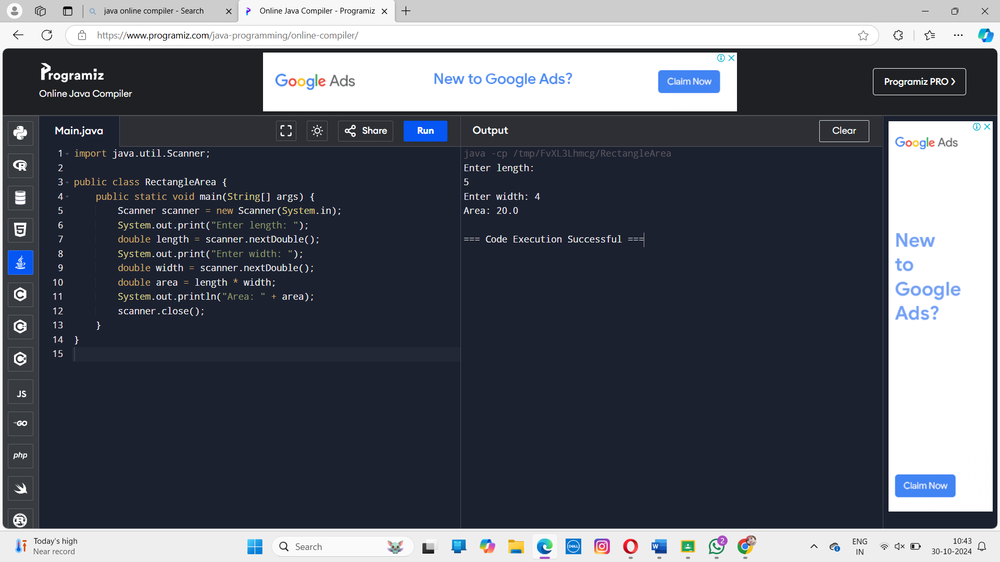 java online compiler - Search
Online Java Compiler - Programiz
https://www.programiz.com/java-programming/online-compiler/
Programiz
Online Java Compiler
Google Ads
New to Google Ads?
Claim Now
Programiz PRO ❯
Main.java
Share
Run
Output
Clear
1 import java.util.Scanner;
2
3 public class RectangleArea {
4     public static void main(String[] args) {
5         Scanner scanner = new Scanner(System.in);
6         System.out.print("Enter length: ");
7         double length = scanner.nextDouble();
8         System.out.print("Enter width: ");
9         double width = scanner.nextDouble();
10         double area = length * width;
11         System.out.println("Area: " + area);
12         scanner.close();
13     }
14 }
15
java -cp /tmp/FvXL3Lhmcg/RectangleArea
Enter length:
5
Enter width: 4
Area: 20.0
=== Code Execution Successful ===
Google Ads
New
to
Google
Ads?
Claim Now
JS
GO
php
Today's high
Near record
Search
DELL
W
2
ENG
IN
10:43
30-10-2024